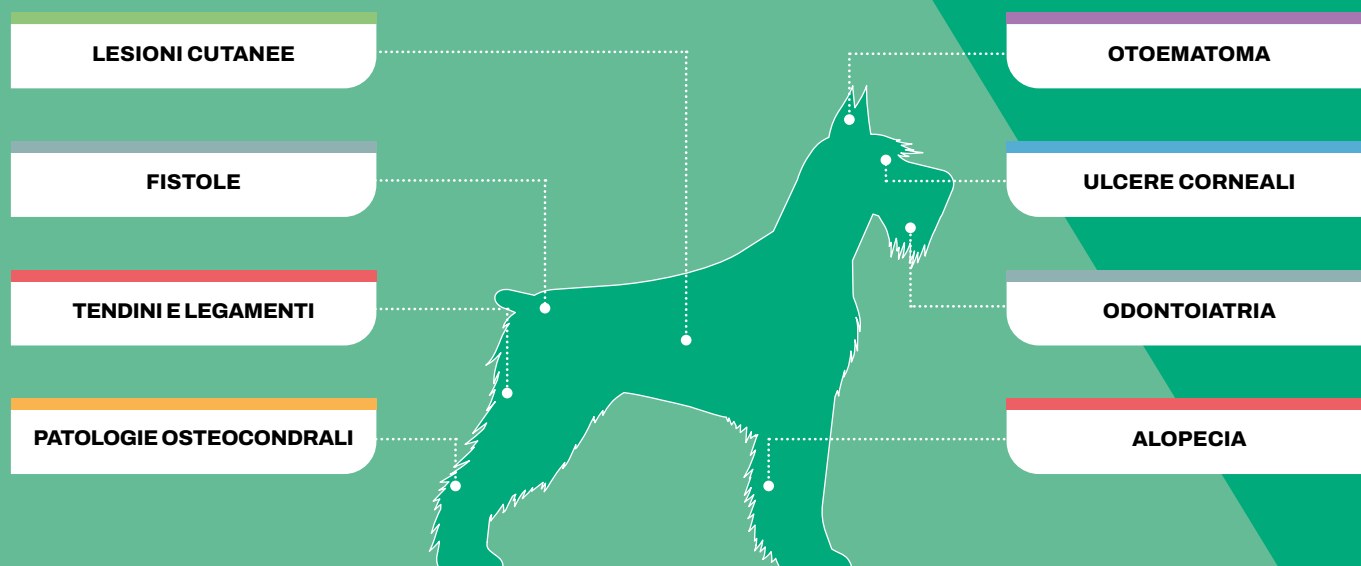 LESIONI CUTANEE
FISTOLE
TENDINI E LEGAMENTI
PATOLOGIE OSTEOCONDRALI
OTOEMATOMA
ULCERE CORNEALI
ODONTOIATRIA
ALOPECIA